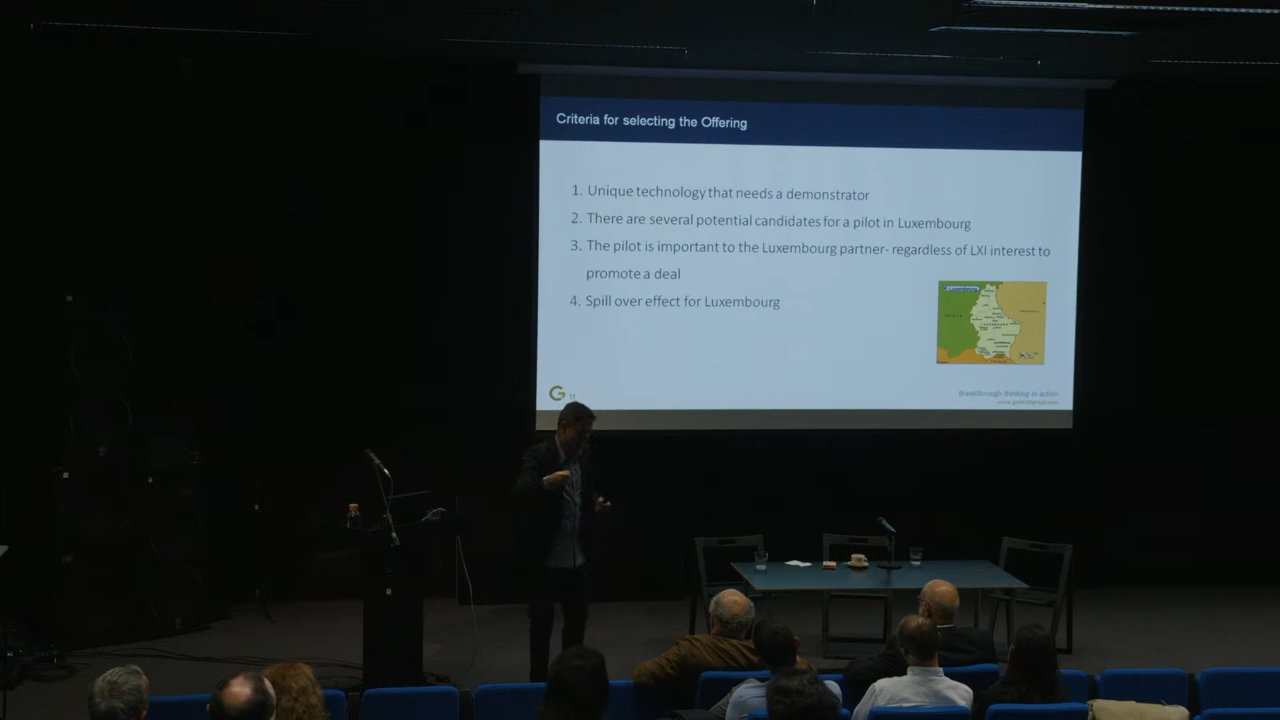 Criteria for selecting the Offering
1. Unique technology that needs a demonstrator
2. There are several potential candidates for a pilot in Luxembourg
3. The pilot is important to the Luxembourg partner- regardless of LXI interest to
promote a deal
4. Spill over effect for Luxembourg
Luxembourg
G 11
Breakthrough thinking in action